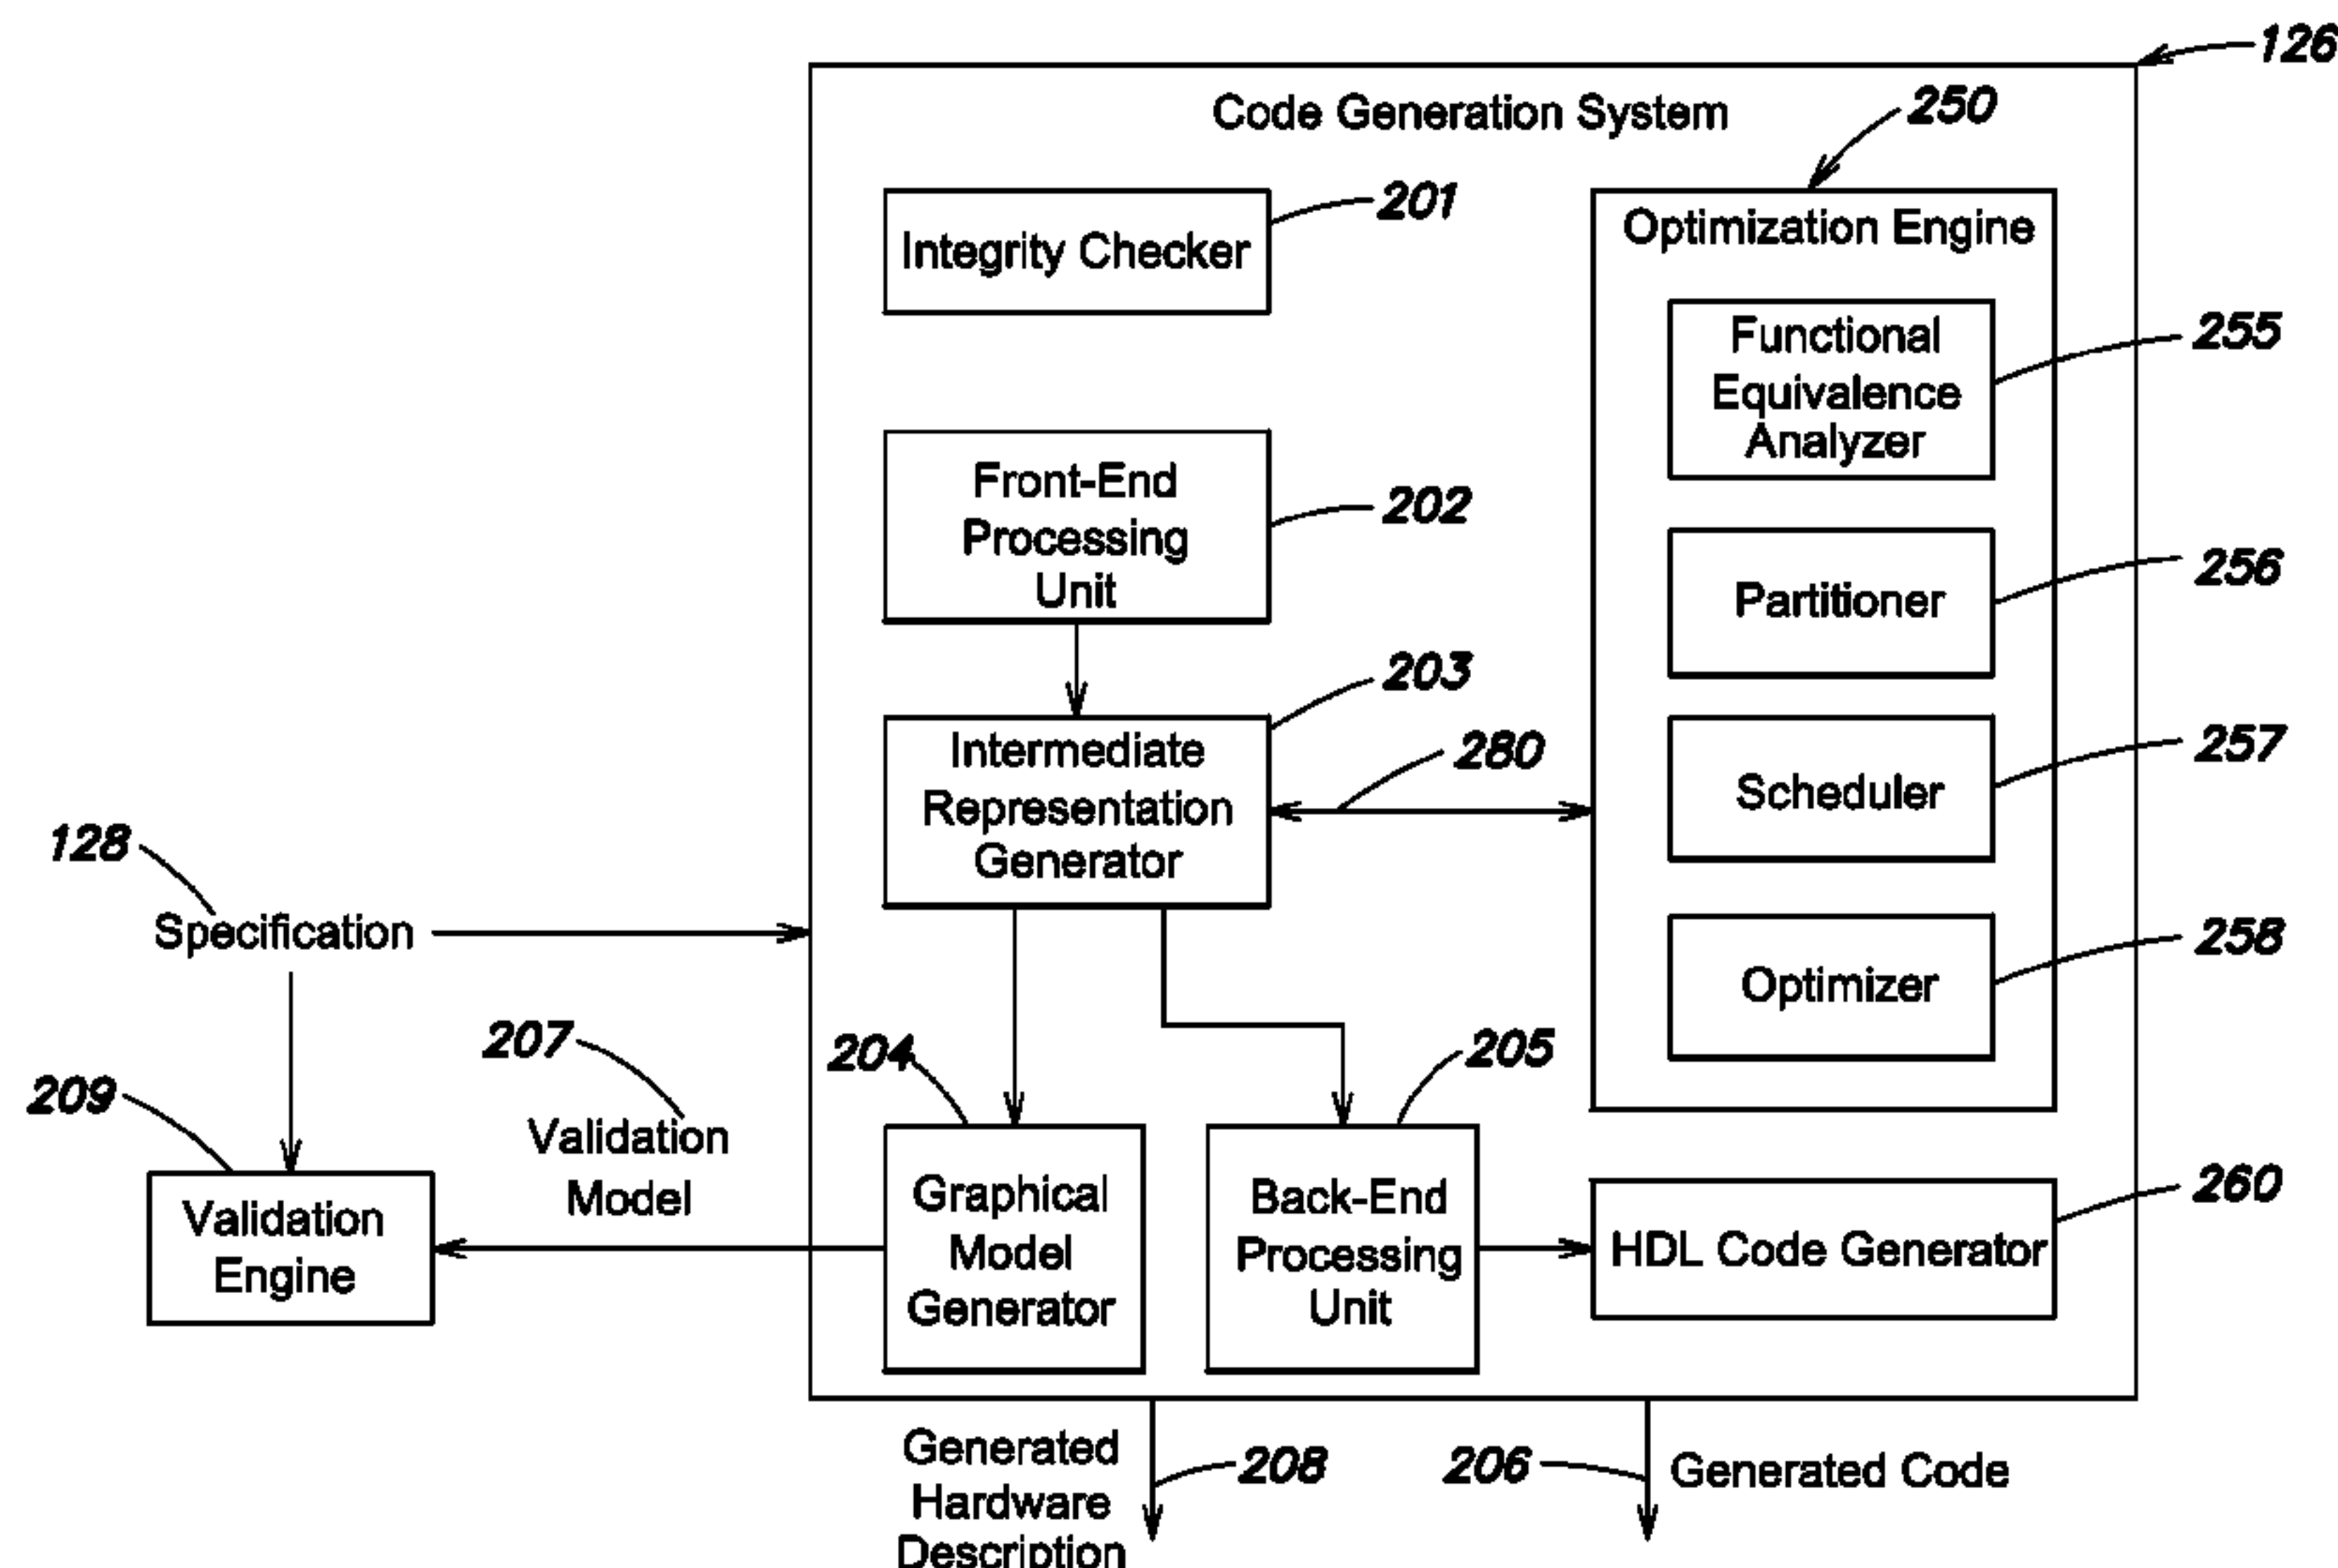 126
Code Generation System
250
201
Integrity Checker
Optimization Engine
Functional
Equivalence
Analyzer
255
Front-End
Processing
Unit
202
Partitioner
256
203
Intermediate
Representation
Generator
280
Scheduler
257
128
Specification
Optimizer
258
207
Validation
Model
204
205
209
Validation
Engine
Graphical
Model
Generator
Back-End
Processing
Unit
HDL Code Generator
260
Generated
Hardware
Description
208
206
Generated Code